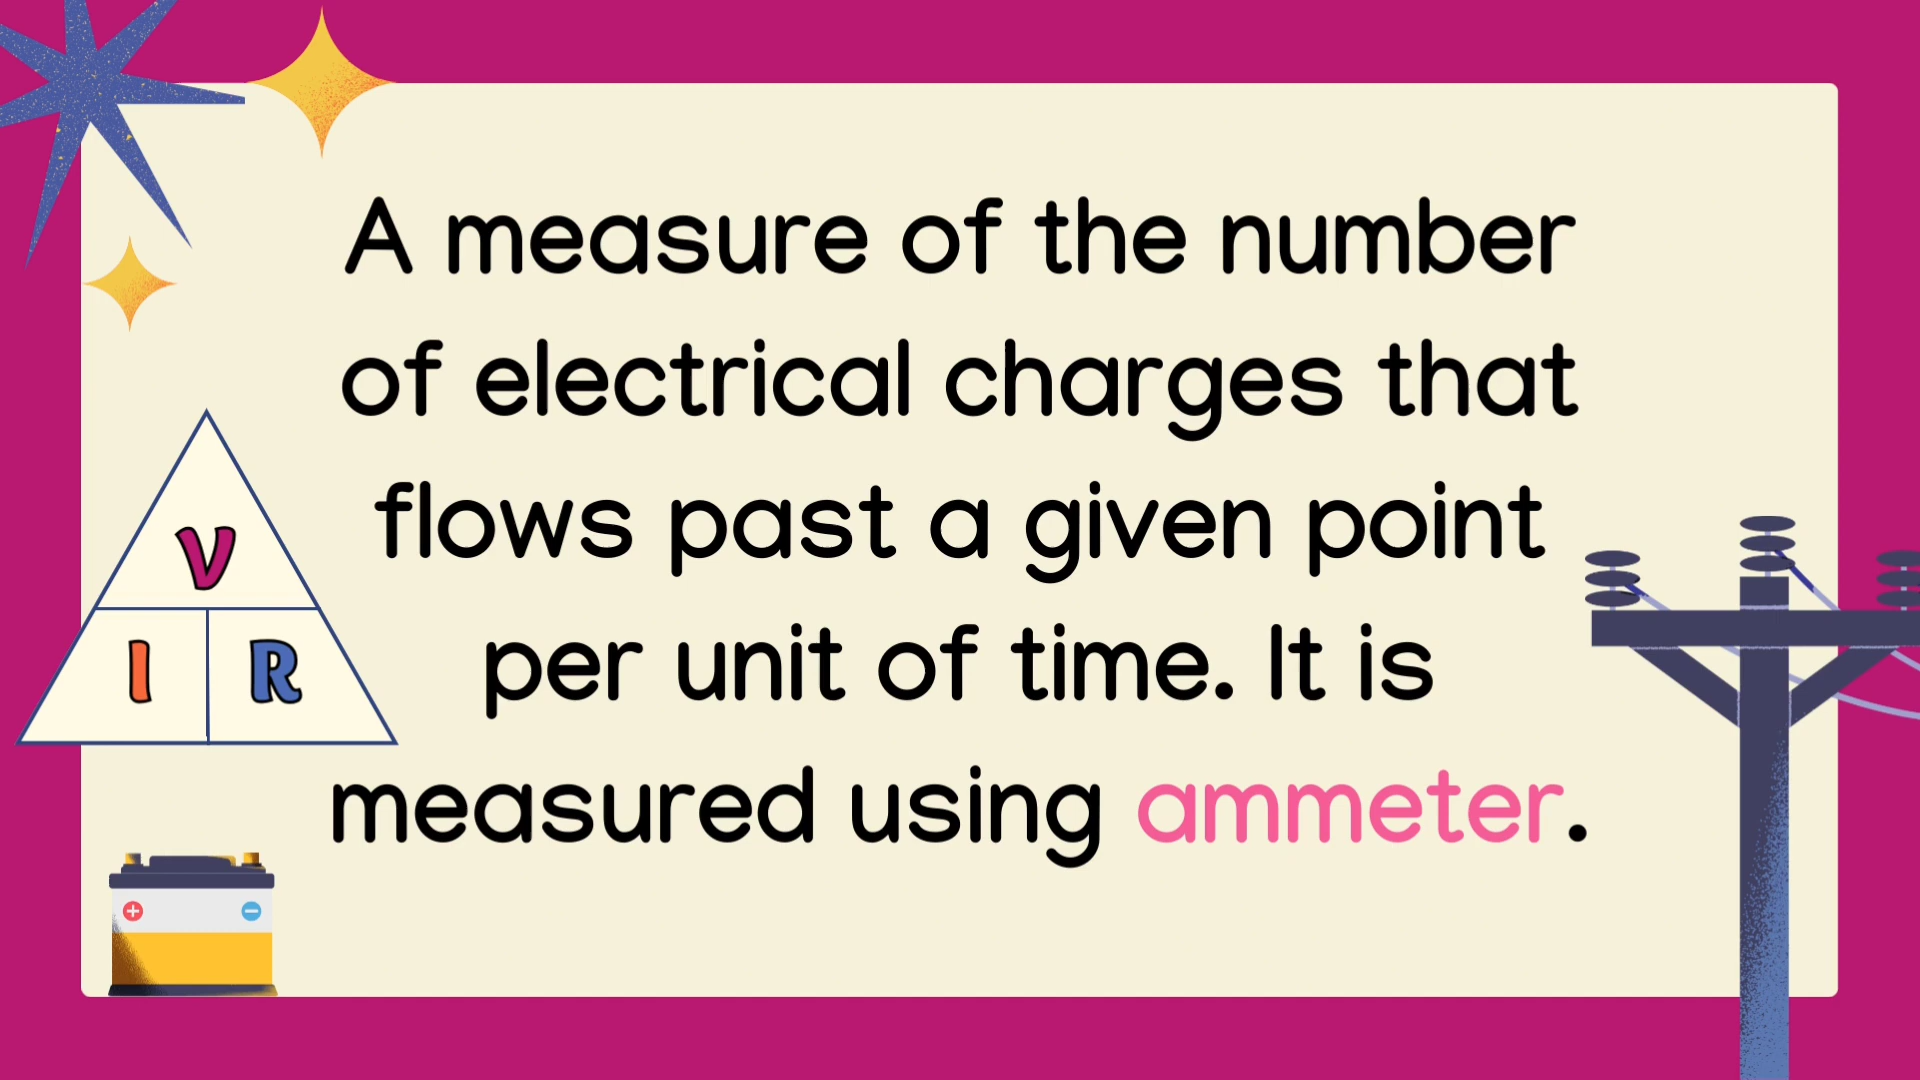 A measure of the number
of electrical charges that
flows past a given point
per unit of time. It is
measured using ammeter.
V
I R